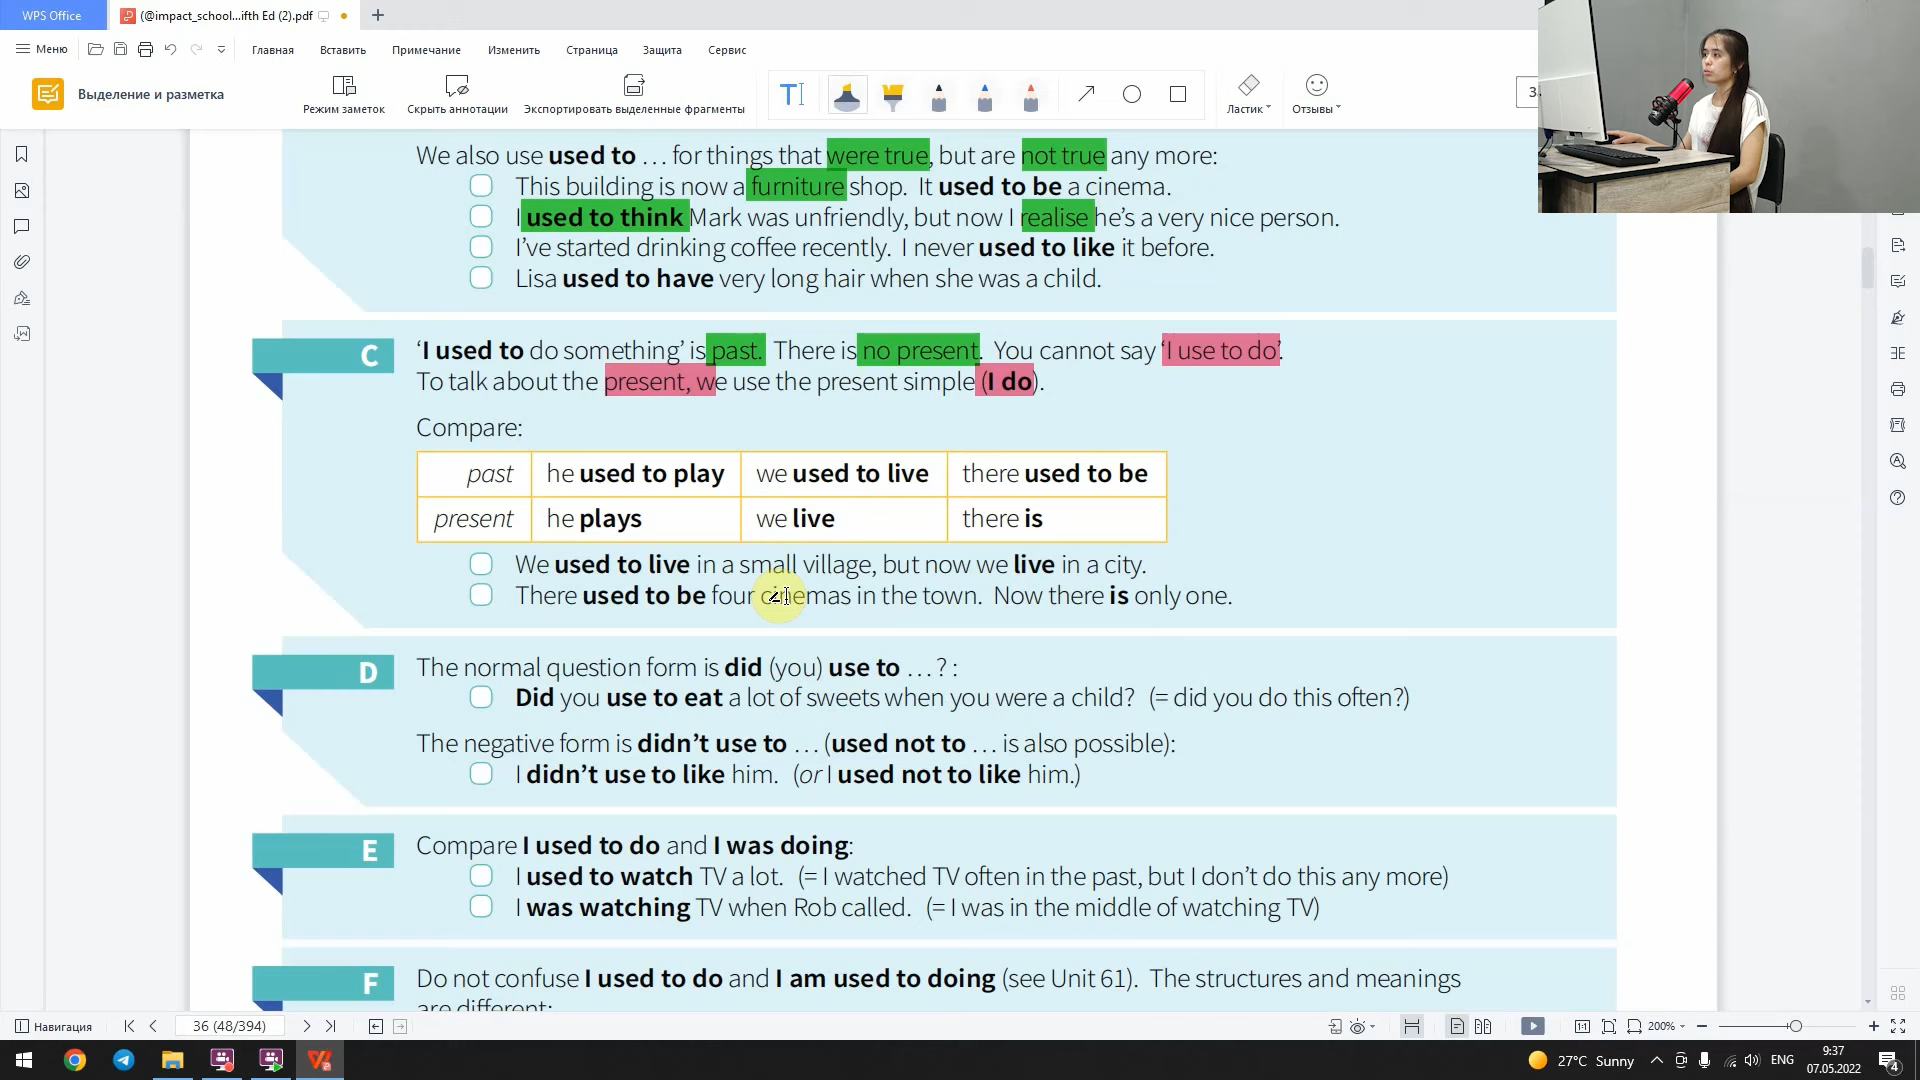 WPS Office
(@impact_school...ifth Ed (2).pdf
Меню
Главная
Вставить
Примечание
Изменить
Страница
Защита
Сервис
Выделение и разметка
Режим заметок
Скрыть аннотации
Экспортировать выделенные фрагменты
Ластик
Отзывы
We also use used to … for things that were true, but are not true any more:
This building is now a furniture shop. It used to be a cinema.
I used to think Mark was unfriendly, but now I realise he's a very nice person.
I've started drinking coffee recently. I never used to like it before.
Lisa used to have very long hair when she was a child.
C
'I used to do something' is past. There is no present. You cannot say 'I use to do'.
To talk about the present, we use the present simple (I do).
Compare:
past he used to play we used to live there used to be
present he plays we live there is
We used to live in a small village, but now we live in a city.
There used to be four cinemas in the town. Now there is only one.
D
The normal question form is did (you) use to … ? :
Did you use to eat a lot of sweets when you were a child? (= did you do this often?)
The negative form is didn't use to … (used not to … is also possible):
I didn't use to like him. (or I used not to like him.)
E
Compare I used to do and I was doing:
I used to watch TV a lot. (= I watched TV often in the past, but I don't do this any more)
I was watching TV when Rob called. (= I was in the middle of watching TV)
F
Do not confuse I used to do and I am used to doing (see Unit 61). The structures and meanings
are different:
Навигация
36 (48/394)
1:1
200%
27°C Sunny
ENG
9:37
07.05.2022
4